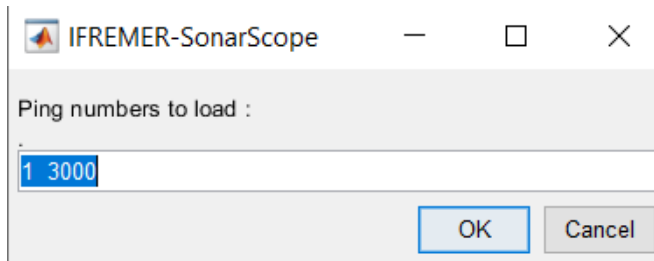 IFREMER-SonarScope
Ping numbers to load :
.
1 3000
OK Cancel